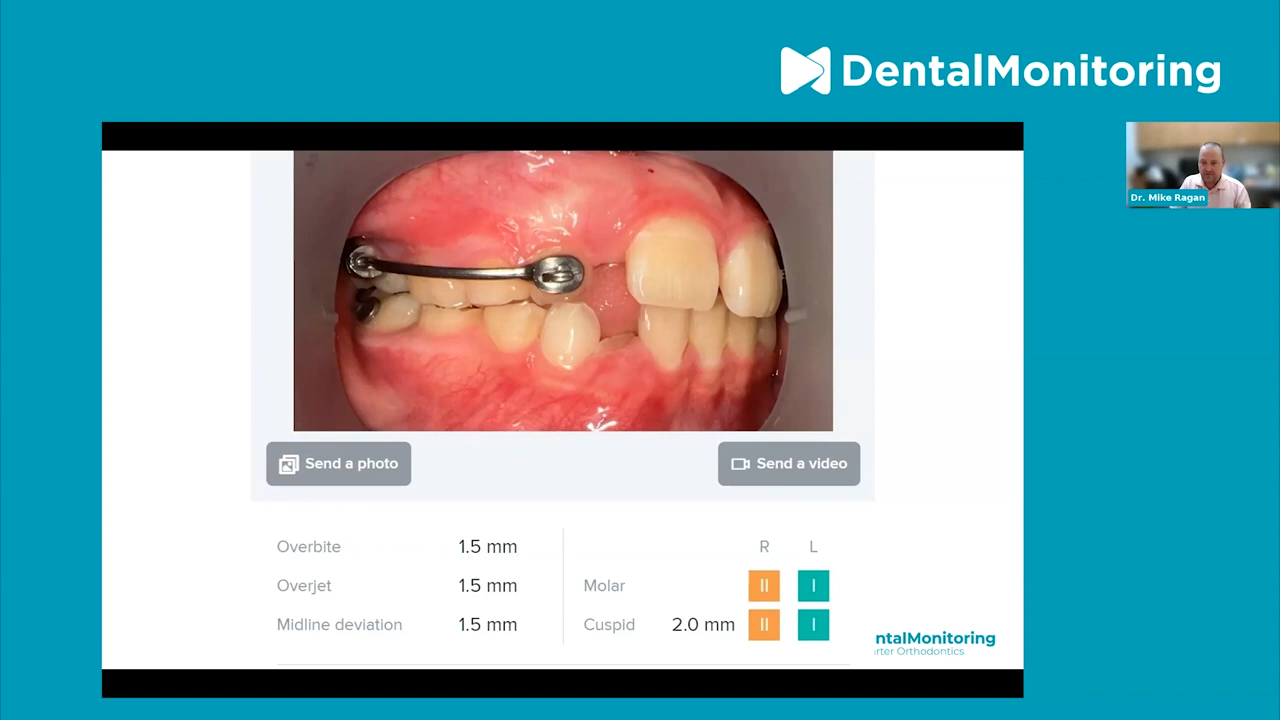 DentalMonitoring
Dr. Mike Ragan
Send a photo
Send a video
Overbite 1.5 mm
Overjet 1.5 mm
Midline deviation 1.5 mm
R L
Molar II I
Cuspid 2.0 mm II I
ntalMonitoring
rter Orthodontics